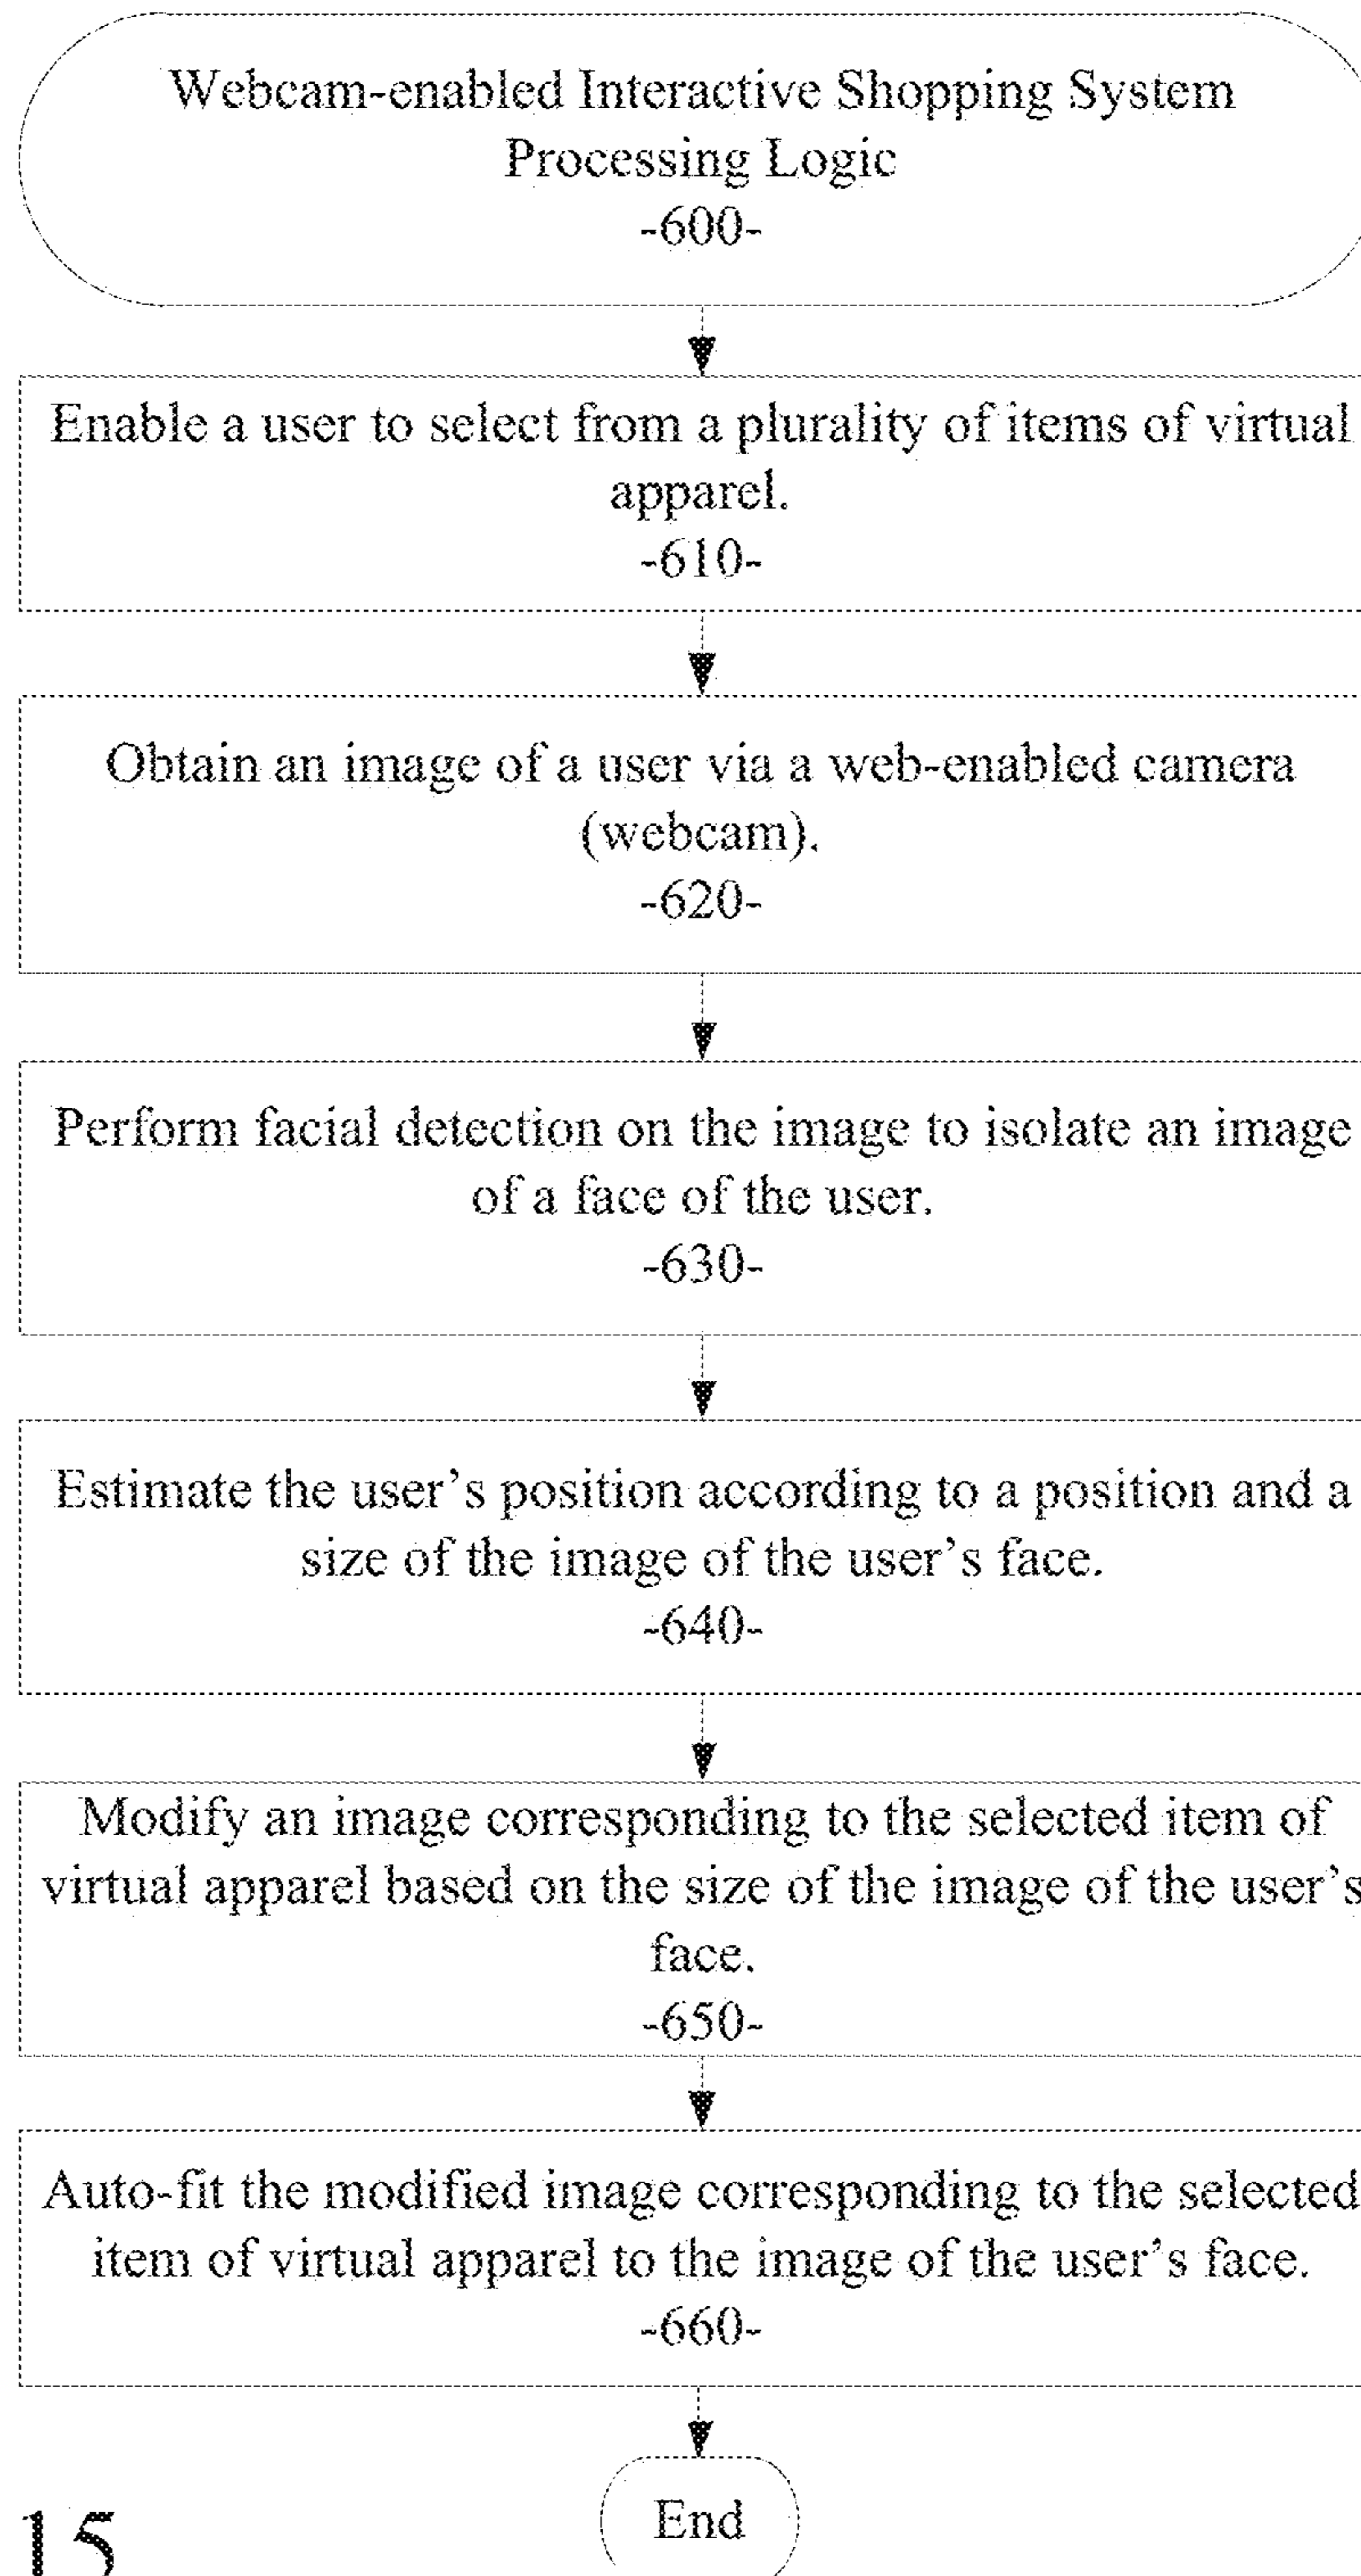 Webcam-enabled Interactive Shopping System
Processing Logic
-600-
Enable a user to select from a plurality of items of virtual
apparel.
-610-
Obtain an image of a user via a web-enabled camera
(webcam).
-620-
Perform facial detection on the image to isolate an image
of a face of the user.
-630-
Estimate the user's position according to a position and a
size of the image of the user's face.
-640-
Modify an image corresponding to the selected item of
virtual apparel based on the size of the image of the user's
face.
-650-
Auto-fit the modified image corresponding to the selected
item of virtual apparel to the image of the user's face.
-660-
End
15